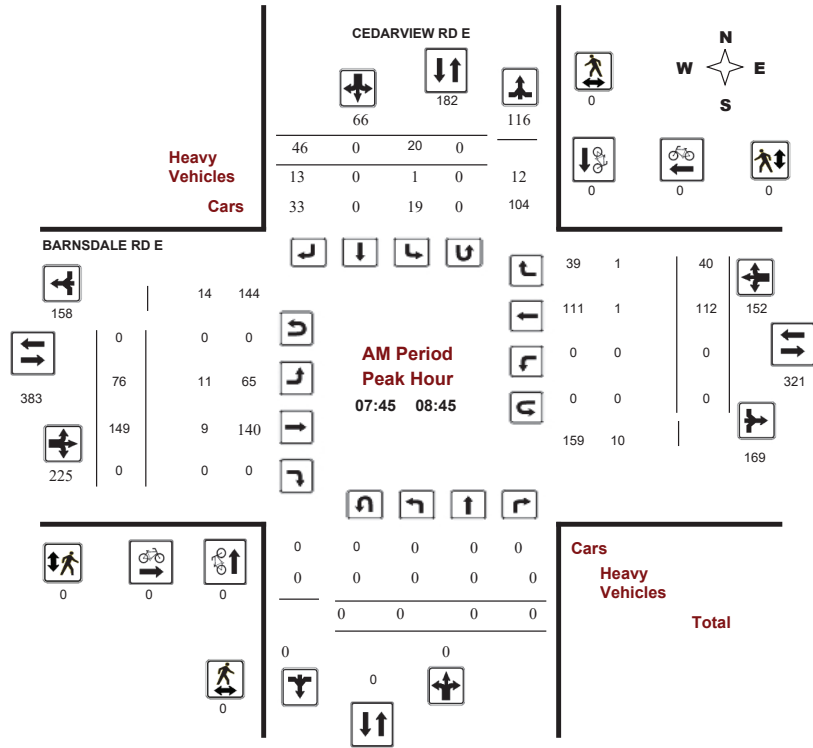 CEDARVIEW RD E
N
W E
S
182
66 116
0
46 0 20 0
Heavy
Vehicles
13 0 1 0 12
Cars
33 0 19 0 104
0 0 0
BARNSDALE RD E
39 1 40
158
14 144
152
111 1 112
0 0 0
AM Period
Peak Hour
07:45 08:45
0 0 0
383
76 11 65
321
0 0 0
149 9 140
159 10
169
225
0 0 0
0 0 0 0 0
Cars
0 0 0 0 0
Heavy
Vehicles
0 0 0
0 0 0 0
Total
0 0
0
0